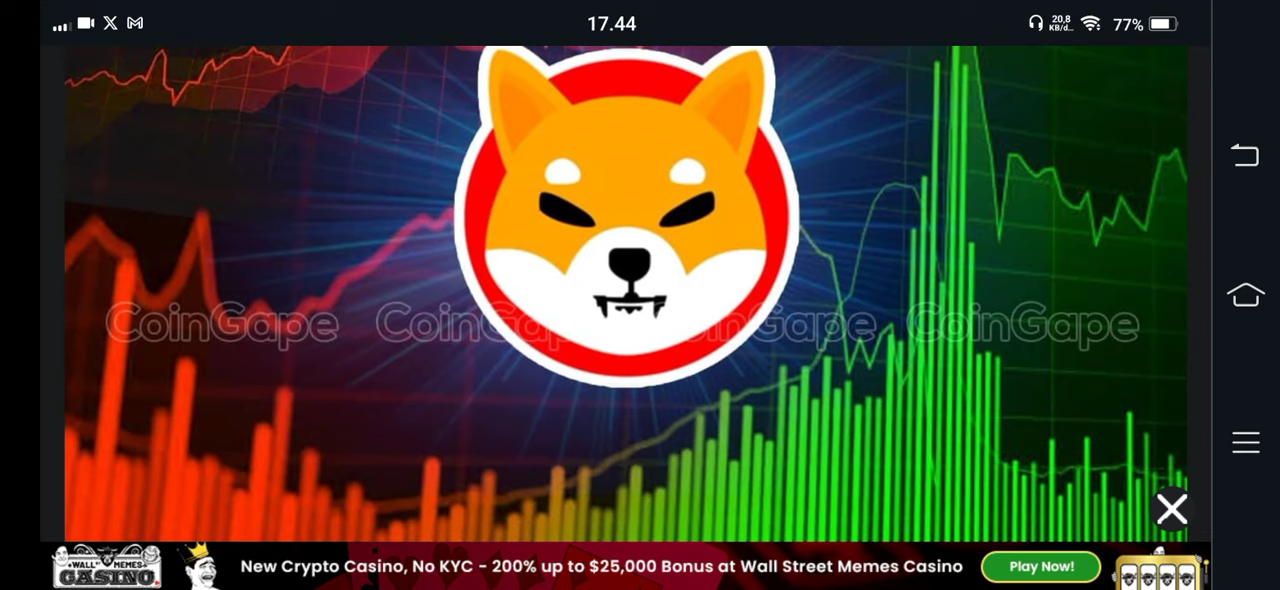 17.44
20,8
KB/d...
77%
CoinGape CoinGape CoinGape CoinGape
WALL ST MEMES
CASINO
New Crypto Casino, No KYC - 200% up to $25,000 Bonus at Wall Street Memes Casino
Play Now!